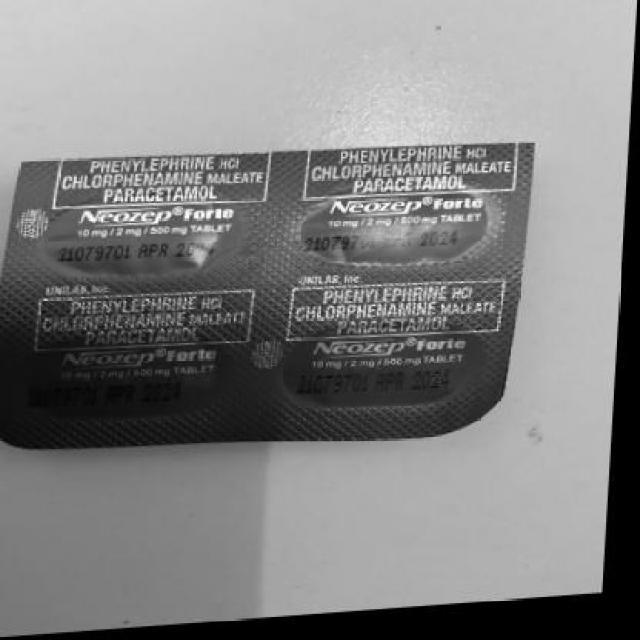 PHENYLEPHRINE HCl
CHLORPHENAMINE MALEATE
PARACETAMOL
Neozep® Forte
10 mg / 2 mg / 500 mg TABLET
21079701 APR 20
PHENYLEPHRINE HCl
CHLORPHENAMINE MALEATE
PARACETAMOL
Neozep® Forte
10 mg / 2 mg / 500 mg TABLET
2024
UNILAB, Inc.
PHENYLEPHRINE HCl
CHLORPHENAMINE MALEATE
PARACETAMOL
Neozep® Forte
10 mg / 2 mg / 500 mg TABLET
APR 2024
UNILAB, Inc.
PHENYLEPHRINE HCl
CHLORPHENAMINE MALEATE
PARACETAMOL
Neozep® Forte
10 mg / 2 mg / 500 mg TABLET
21079701 APR 2024